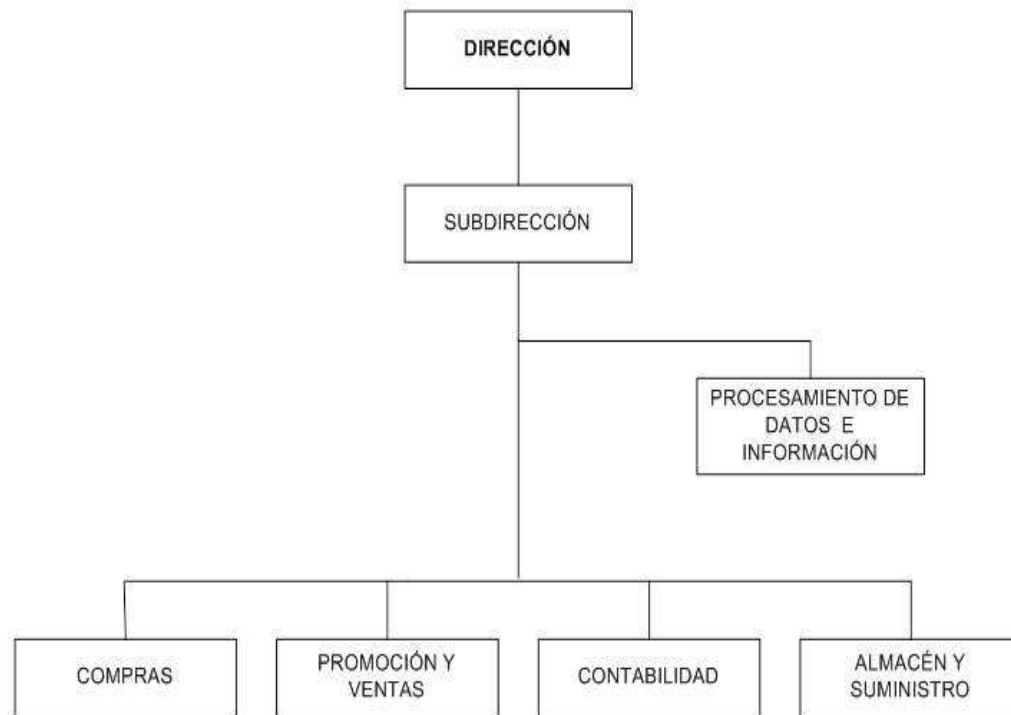 DIRECCIÓN
SUBDIRECCIÓN
PROCESAMIENTO DE
DATOS E
INFORMACIÓN
COMPRAS
PROMOCIÓN Y
VENTAS
CONTABILIDAD
ALMACÉN Y
SUMINISTRO